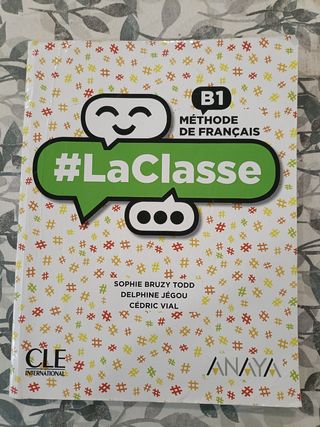 B1
MÉTHODE
DE FRANÇAIS
#LaClasse
SOPHIE BRUZY TODD
DELPHINE JÉGOU
CÉDRIC VIAL
CLE
INTERNATIONAL
ANAYA